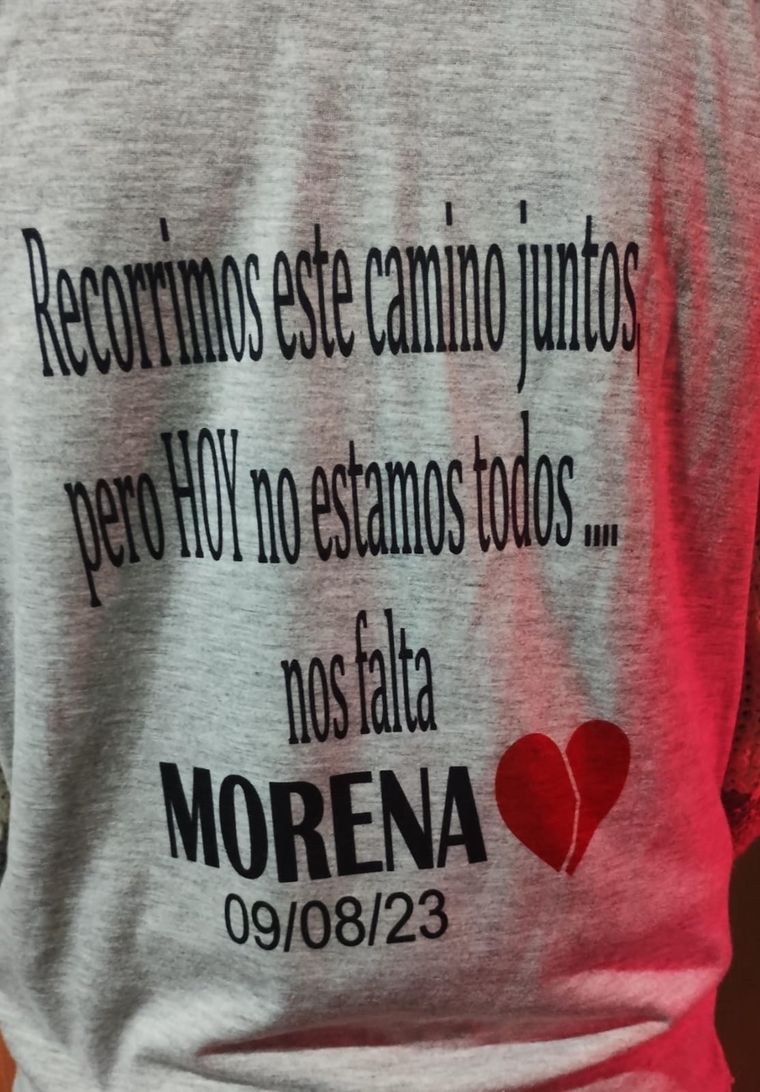 Recorrimos este camino juntos,
pero HOY no estamos todos ....
nos falta
MORENA
09/08/23